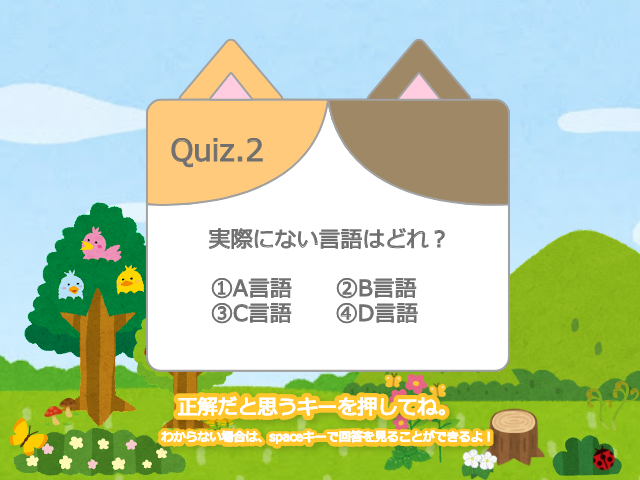 Quiz.2
実際にない言語はどれ？
①A言語 ②B言語
③C言語 ④D言語
正解だと思うキーを押してね。
わからない場合は、spaceキーで回答を見ることができるよ！